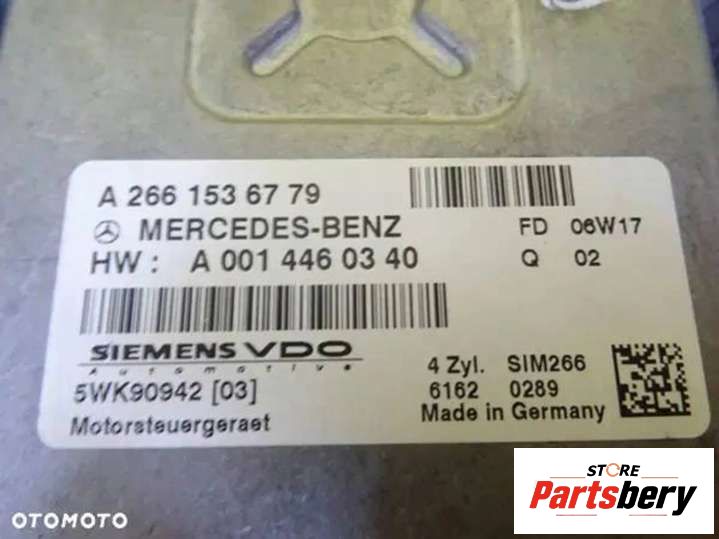 A 266 153 67 79
MERCEDES-BENZ
FD 06W17
HW : A 001 446 03 40
Q 02
SIEMENS VDO
Automotive
4 Zyl. SIM266
5WK90942 [03]
6162 0289
Motorsteuergeraet
Made in Germany
STORE
Partsbery
OTOMOTO